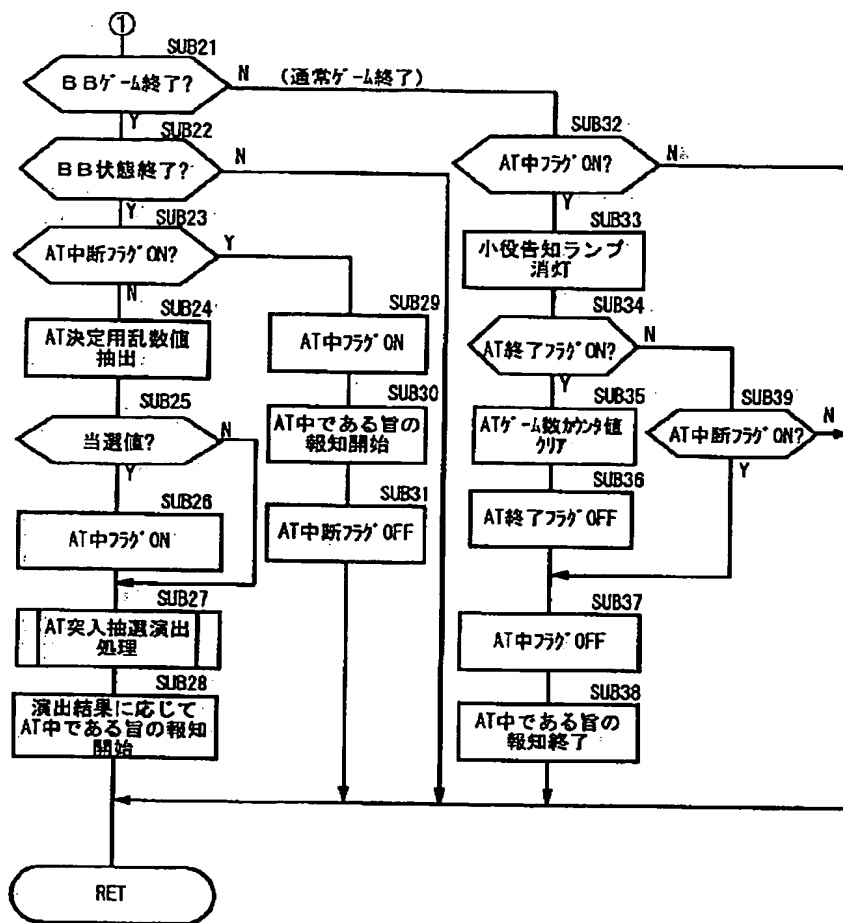 ①
SUB21
BBゲーム終了?
N
(通常ゲーム終了)
Y
SUB22
BB状態終了?
N
Y
SUB23
AT中断フラグON?
Y
N
SUB24
AT決定用乱数値
抽出
SUB25
当選値?
N
Y
SUB26
AT中フラグON
SUB27
AT突入抽選演出
処理
SUB28
演出結果に応じて
AT中である旨の報知
開始
RET
SUB29
AT中フラグON
SUB30
AT中である旨の
報知開始
SUB31
AT中断フラグOFF
SUB32
AT中フラグON?
N
Y
SUB33
小役告知ランプ
消灯
SUB34
AT終了フラグON?
N
Y
SUB35
ATゲーム数カウンタ値
クリア
SUB36
AT終了フラグOFF
SUB39
AT中断フラグON?
N
Y
SUB37
AT中フラグOFF
SUB38
AT中である旨の
報知終了